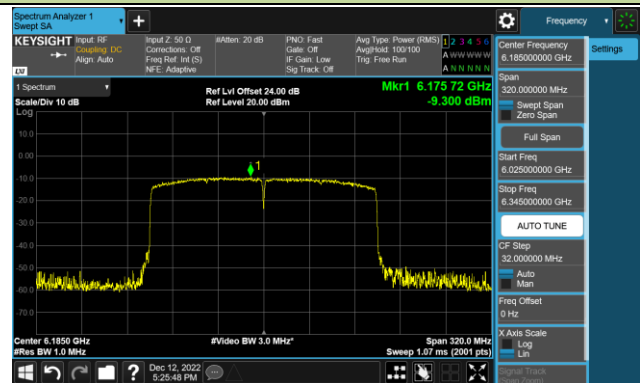 Spectrum Analyzer 1
Swept SA
Frequency
KEYSIGHT
Input: RF
Coupling: DC
Align: Auto
Input Z: 50 Ω
Corrections: Off
Freq Ref: Int (S)
NFE: Adaptive
#Atten: 20 dB
PNO: Fast
Gate: Off
IF Gain: Low
Sig Track: Off
Avg Type: Power (RMS)
Avg|Hold: 100/100
Trig: Free Run
1 2 3 4 5 6
A W W W W W
A N N N N N
LXI
1 Spectrum
Scale/Div 10 dB
Log
Ref Lvl Offset 24.00 dB
Ref Level 20.00 dBm
Mkr1 6.175 72 GHz
-9.300 dBm
1
10.0
0.00
-10.0
-20.0
-30.0
-40.0
-50.0
-60.0
-70.0
Center 6.1850 GHz
#Res BW 1.0 MHz
#Video BW 3.0 MHz*
Span 320.0 MHz
Sweep 1.07 ms (2001 pts)
Dec 12, 2022
5:25:48 PM
Settings
Center Frequency
6.185000000 GHz
Span
320.000000 MHz
Swept Span
Zero Span
Full Span
Start Freq
6.025000000 GHz
Stop Freq
6.345000000 GHz
AUTO TUNE
CF Step
32.000000 MHz
Auto
Man
Freq Offset
0 Hz
X Axis Scale
Log
Lin
Signal Track
(Span Zoom)